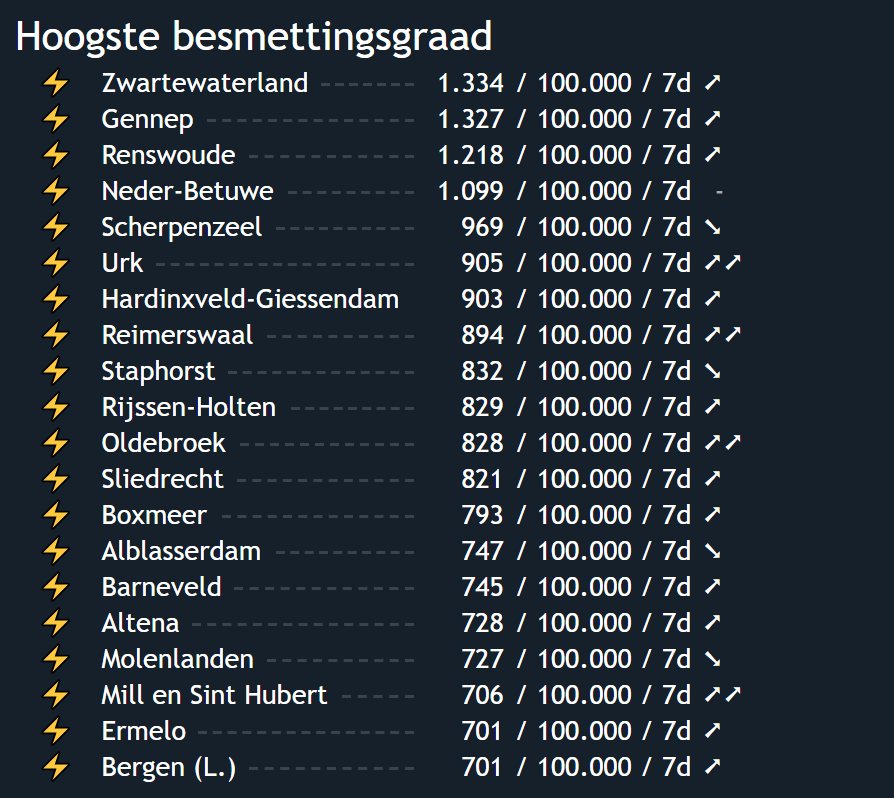 Hoogste besmettingsgraad
⚡ Zwartewaterland ------- 1.334 / 100.000 / 7d ➚
⚡ Gennep -------------- 1.327 / 100.000 / 7d ➚
⚡ Renswoude ----------- 1.218 / 100.000 / 7d ➚
⚡ Neder-Betuwe --------- 1.099 / 100.000 / 7d -
⚡ Scherpenzeel --------- 969 / 100.000 / 7d ➘
⚡ Urk ----------------- 905 / 100.000 / 7d ➚➚
⚡ Hardinxveld-Giessendam 903 / 100.000 / 7d ➚
⚡ Reimerswaal ---------- 894 / 100.000 / 7d ➚➚
⚡ Staphorst ------------ 832 / 100.000 / 7d ➘
⚡ Rijssen-Holten -------- 829 / 100.000 / 7d ➚
⚡ Oldebroek ------------ 828 / 100.000 / 7d ➚➚
⚡ Sliedrecht ------------ 821 / 100.000 / 7d ➚
⚡ Boxmeer ------------- 793 / 100.000 / 7d ➚
⚡ Alblasserdam --------- 747 / 100.000 / 7d ➘
⚡ Barneveld ------------ 745 / 100.000 / 7d ➚
⚡ Altena --------------- 728 / 100.000 / 7d ➚
⚡ Molenlanden ---------- 727 / 100.000 / 7d ➘
⚡ Mill en Sint Hubert ----- 706 / 100.000 / 7d ➚➚
⚡ Ermelo -------------- 701 / 100.000 / 7d ➚
⚡ Bergen (L.) ----------- 701 / 100.000 / 7d ➚